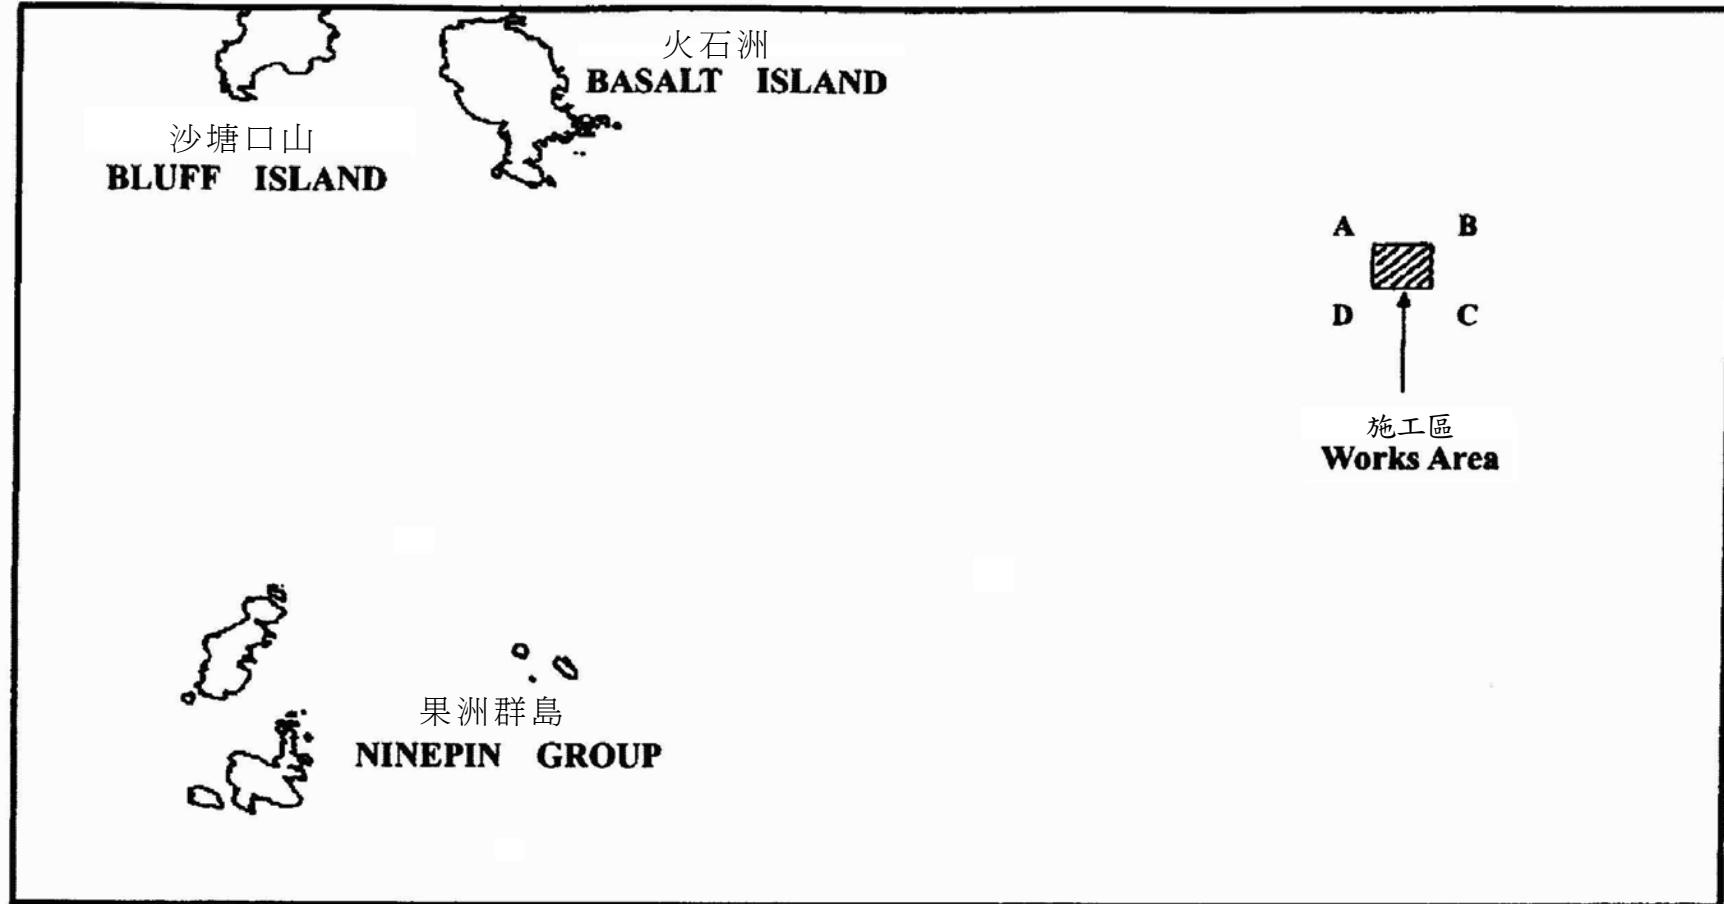 火石洲
BASALT ISLAND
沙塘口山
BLUFF ISLAND
A B
D C
施工區
Works Area
果洲群島
NINEPIN GROUP